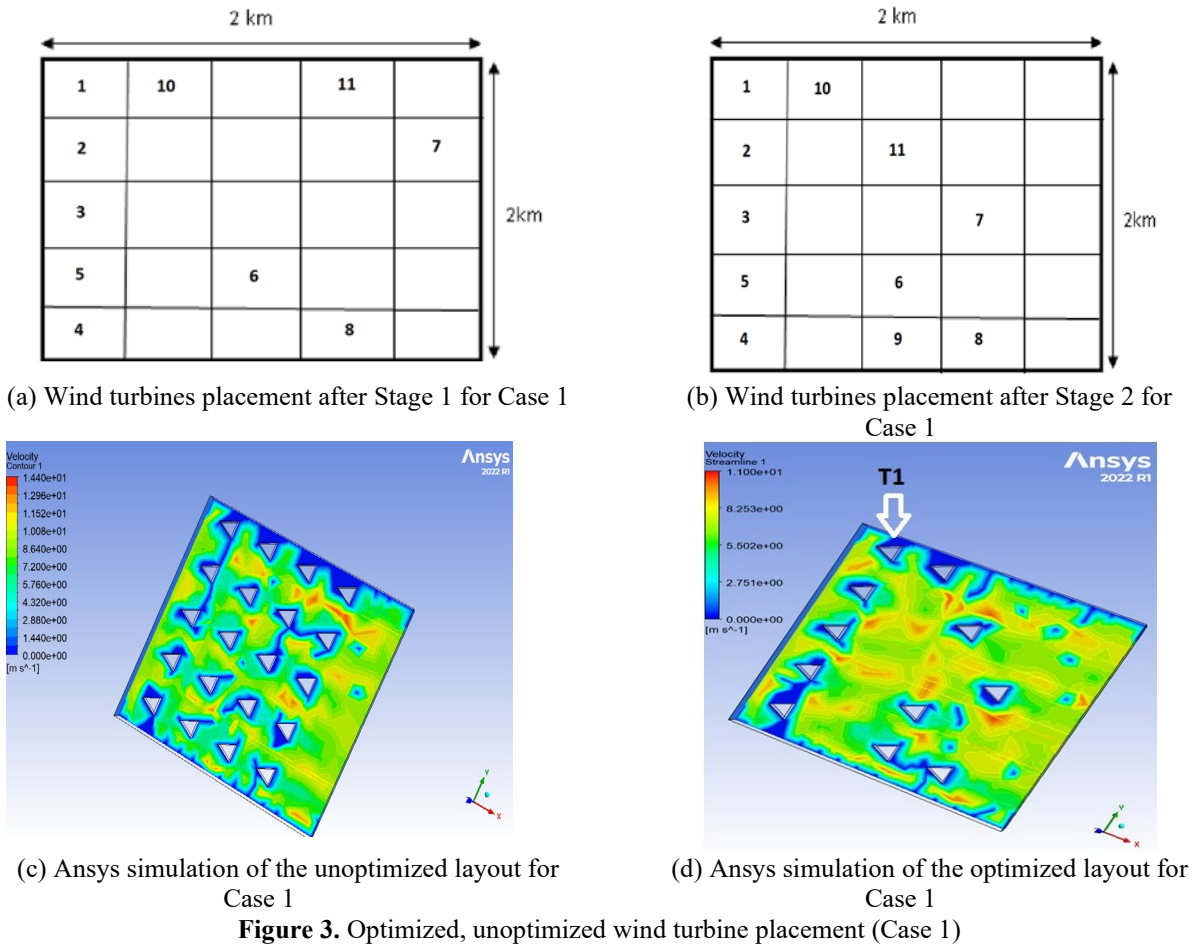 2 km
1 10 11
2 7
3
5 6
4 8
2km
(a) Wind turbines placement after Stage 1 for Case 1
2 km
1 10
2 11
3 7
5 6
4 9 8
2km
(b) Wind turbines placement after Stage 2 for
Case 1
Velocity
Contour 1
1.440e+01
1.296e+01
1.152e+01
1.008e+01
8.640e+00
7.200e+00
5.760e+00
4.320e+00
2.880e+00
1.440e+00
0.000e+00
[m s^-1]
Ansys
2022 R1
Y
Z
X
(c) Ansys simulation of the unoptimized layout for
Case 1
Velocity
Streamline 1
1.100e+01
8.253e+00
5.502e+00
2.751e+00
0.000e+00
[m s^-1]
T1
Ansys
2022 R1
Y
Z
X
(d) Ansys simulation of the optimized layout for
Case 1
Figure 3. Optimized, unoptimized wind turbine placement (Case 1)